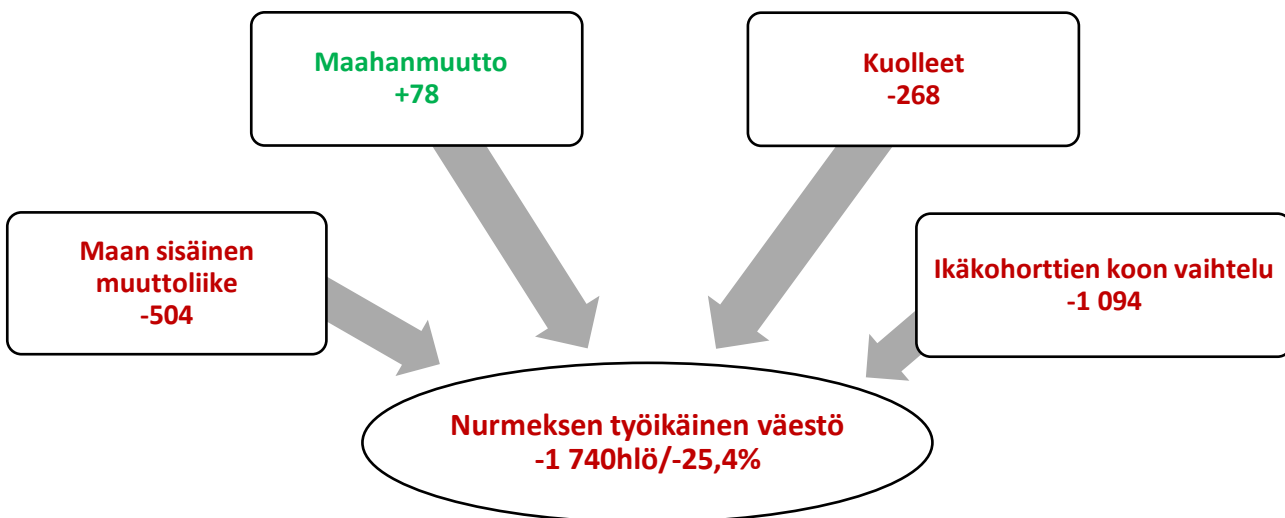 Maahanmuutto
+78
Kuolleet
-268
Maan sisäinen
muuttoliike
-504
Ikäkohorttien koon vaihtelu
-1 094
Nurmeksen työikäinen väestö
-1 740hlö/-25,4%